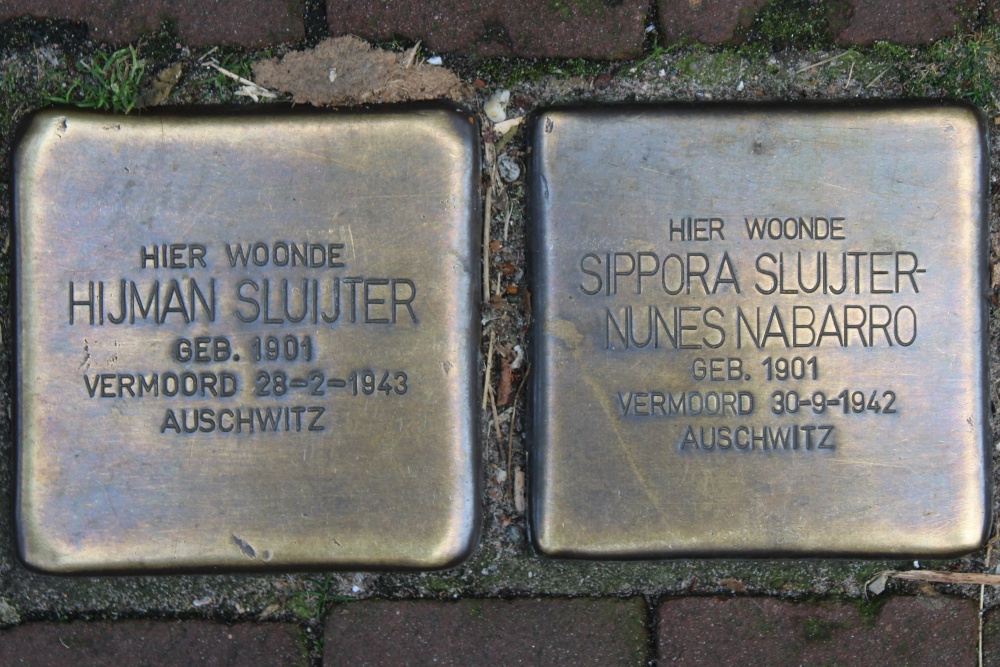 HIER WOONDE
HIJMAN SLUIJTER
GEB. 1901
VERMOORD 28-2-1943
AUSCHWITZ
HIER WOONDE
SIPPORA SLUIJTER-
NUNES NABARRO
GEB. 1901
VERMOORD 30-9-1942
AUSCHWITZ